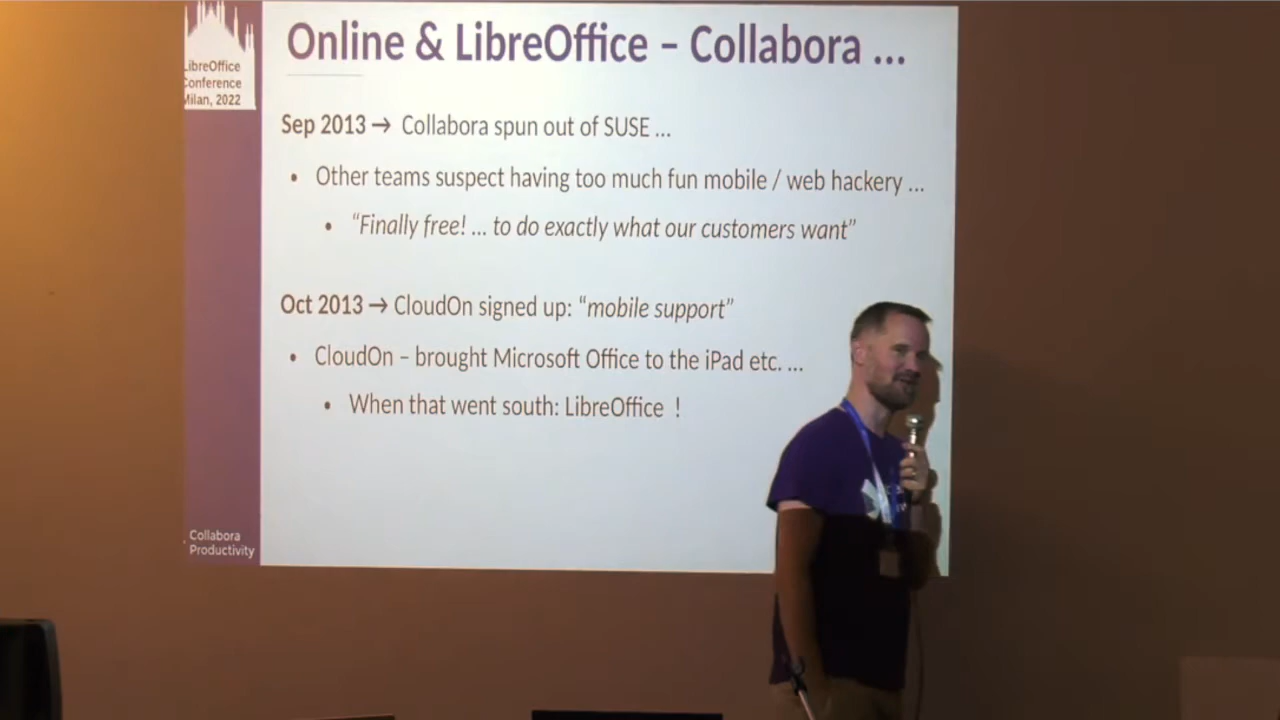 Online & LibreOffice – Collabora ...
LibreOffice
Conference
Milan, 2022
Sep 2013 → Collabora spun out of SUSE ...
• Other teams suspect having too much fun mobile / web hackery ...
• “Finally free! ... to do exactly what our customers want”
Oct 2013 → CloudOn signed up: “mobile support”
• CloudOn – brought Microsoft Office to the iPad etc. ...
• When that went south: LibreOffice !
Collabora
Productivity